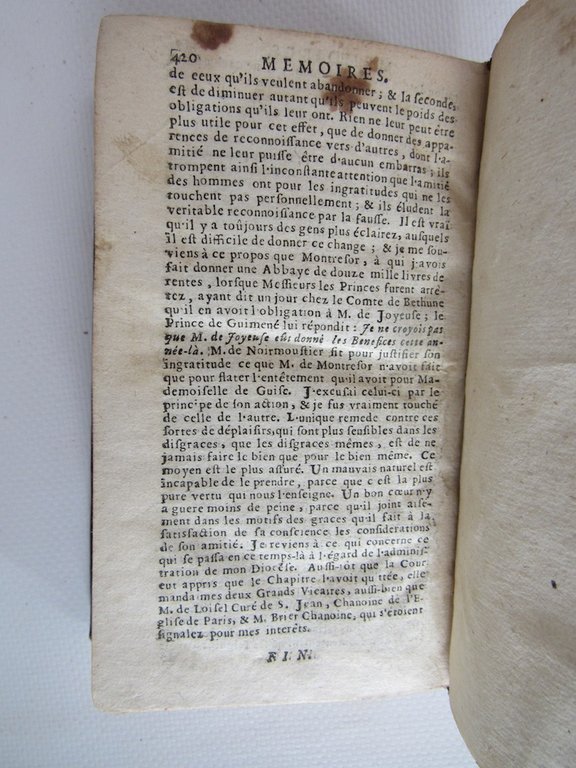 420 MEMOIRES.
de ceux qu'ils veulent abandonner; & la seconde,
est de diminuer autant qu'ils peuvent le poids des
obligations qu'ils leur ont. Rien ne leur peut être
plus utile pour cet effet, que de donner des appa-
rences de reconnoissance vers d'autres, dont l'a-
mitié ne leur puisse être d'aucun embarras; ils
trompent ainsi l'inconstante attention que l'amitié
des hommes ont pour les ingratitudes qui ne les
touchent pas personnellement; & ils éludent la
veritable reconnoissance par la fausse. Il est vrai
qu'il y a toûjours des gens plus éclairez, ausquels
il est difficile de donner ce change; & je me sou-
viens à ce propos que Montresor, à qui j'avois
fait donner une Abbaye de douze mille livres de
rentes, lorsque Messieurs les Princes furent arrê-
tez, ayant dit un jour chez le Comte de Bethune
qu'il en avoit l'obligation à M. de Joyeuse; le
Prince de Guimené lui répondit: Je ne croyois pas
que M. de Joyeuse eût donné les Benefices cette an-
née-là. M. de Noirmoustier fit pour justifier son
ingratitude ce que M. de Montresor n'avoit fait
que pour flater l'entêtement qu'il avoit pour Ma-
demoiselle de Guise. J'excusai celui-ci par le
principe de son action, & je fus vraiment touché
de celle de l'autre. L'unique remede contre ces
sortes de déplaisirs, qui sont plus sensibles dans les
disgraces, que les disgraces mêmes, est de ne
jamais faire le bien que pour le bien même. Ce
moyen est le plus assuré. Un mauvais naturel est
incapable de le prendre, parce que c'est la plus
pure vertu qui nous l'enseigne. Un bon cœur n'y
a guere moins de peine, parce qu'il joint aise-
ment dans les motifs des graces qu'il fait à la
satisfaction de sa conscience les considerations
de son amitié. Je reviens à ce qui concerne ce
qui se passa en ce temps-là à l'égard de l'adminis-
tration de mon Diocèse. Aussi-tôt que la Cour
eut appris que le Chapitre l'avoit quittée, elle
manda mes deux Grands Vicaires, aussi-bien que
M. de Loisel Curé de S. Jean, Chanoine de l'E-
glise de Paris, & M. Brier Chanoine, qui s'étoient
signalez pour mes interêts.
FIN.